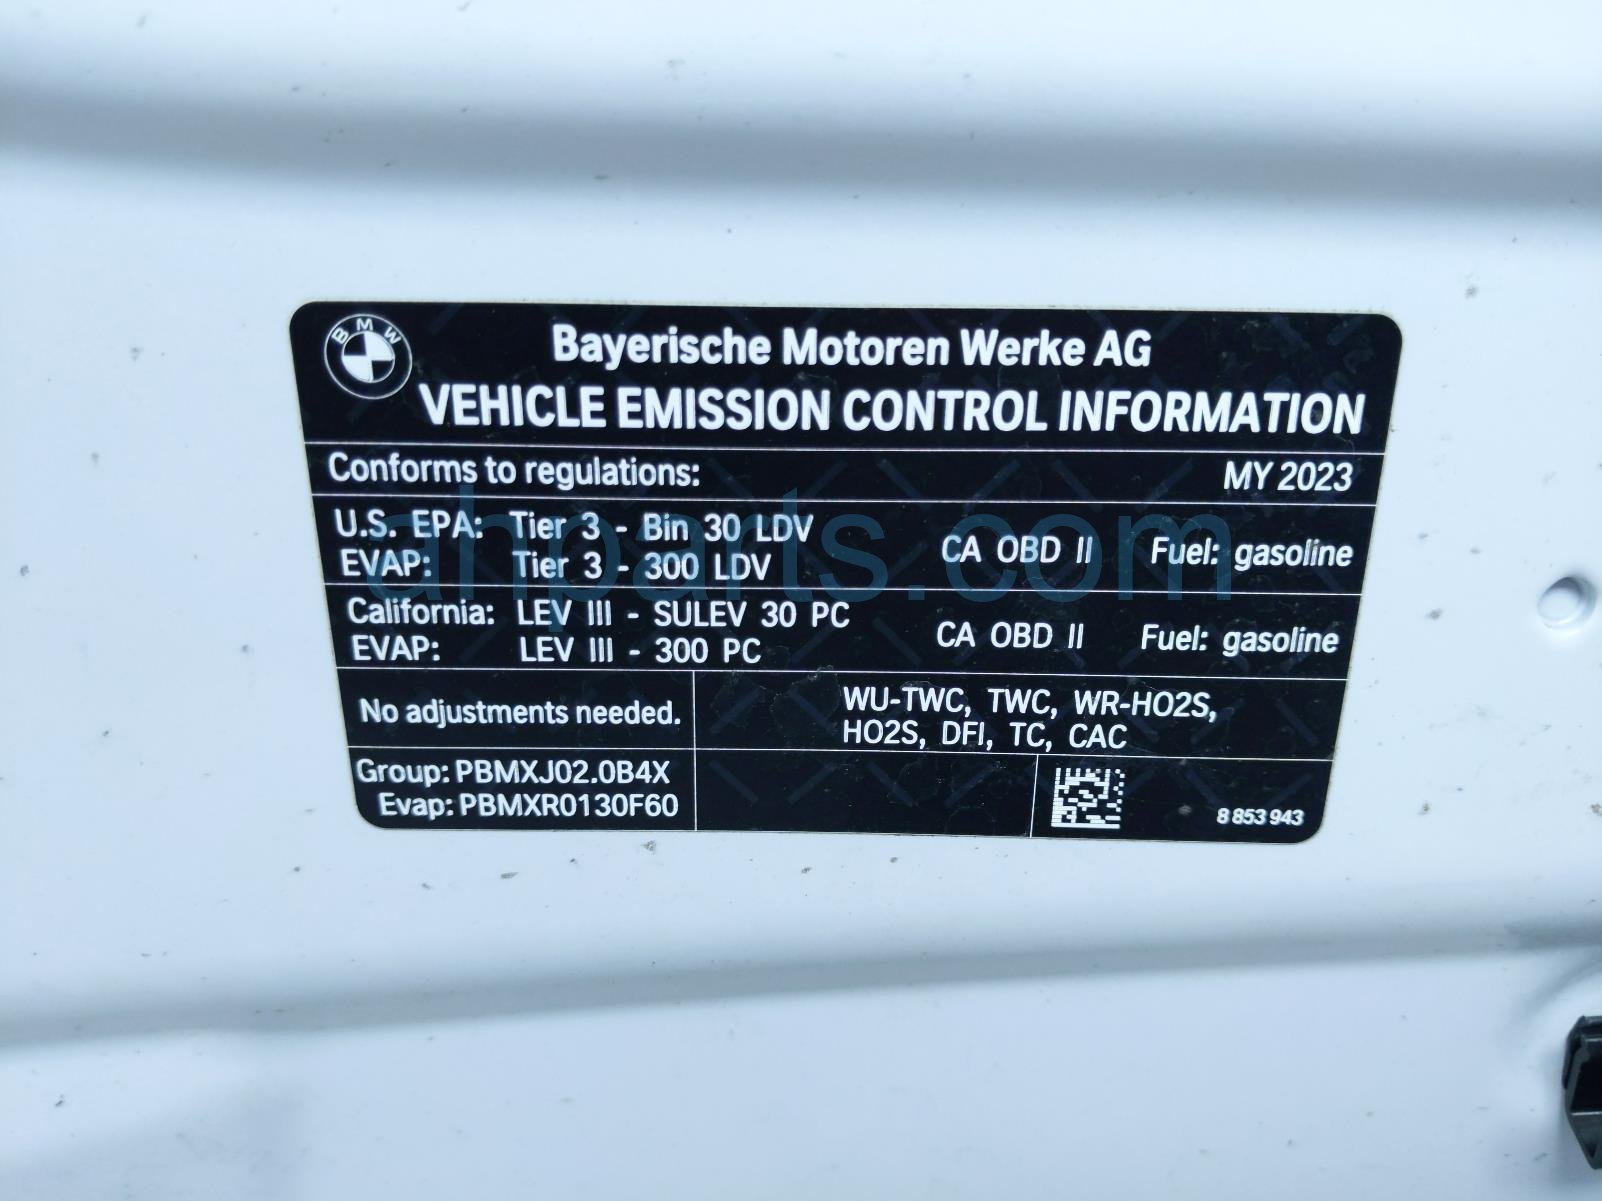 BMW
Bayerische Motoren Werke AG
VEHICLE EMISSION CONTROL INFORMATION
Conforms to regulations: MY 2023
U.S. EPA: Tier 3 - Bin 30 LDV
EVAP: Tier 3 - 300 LDV
CA OBD II Fuel: gasoline
California: LEV III - SULEV 30 PC
EVAP: LEV III - 300 PC
CA OBD II Fuel: gasoline
No adjustments needed.
WU-TWC, TWC, WR-HO2S,
HO2S, DFI, TC, CAC
Group: PBMXJ02.0B4X
Evap: PBMXR0130F60
8 853 943
ahparts.com